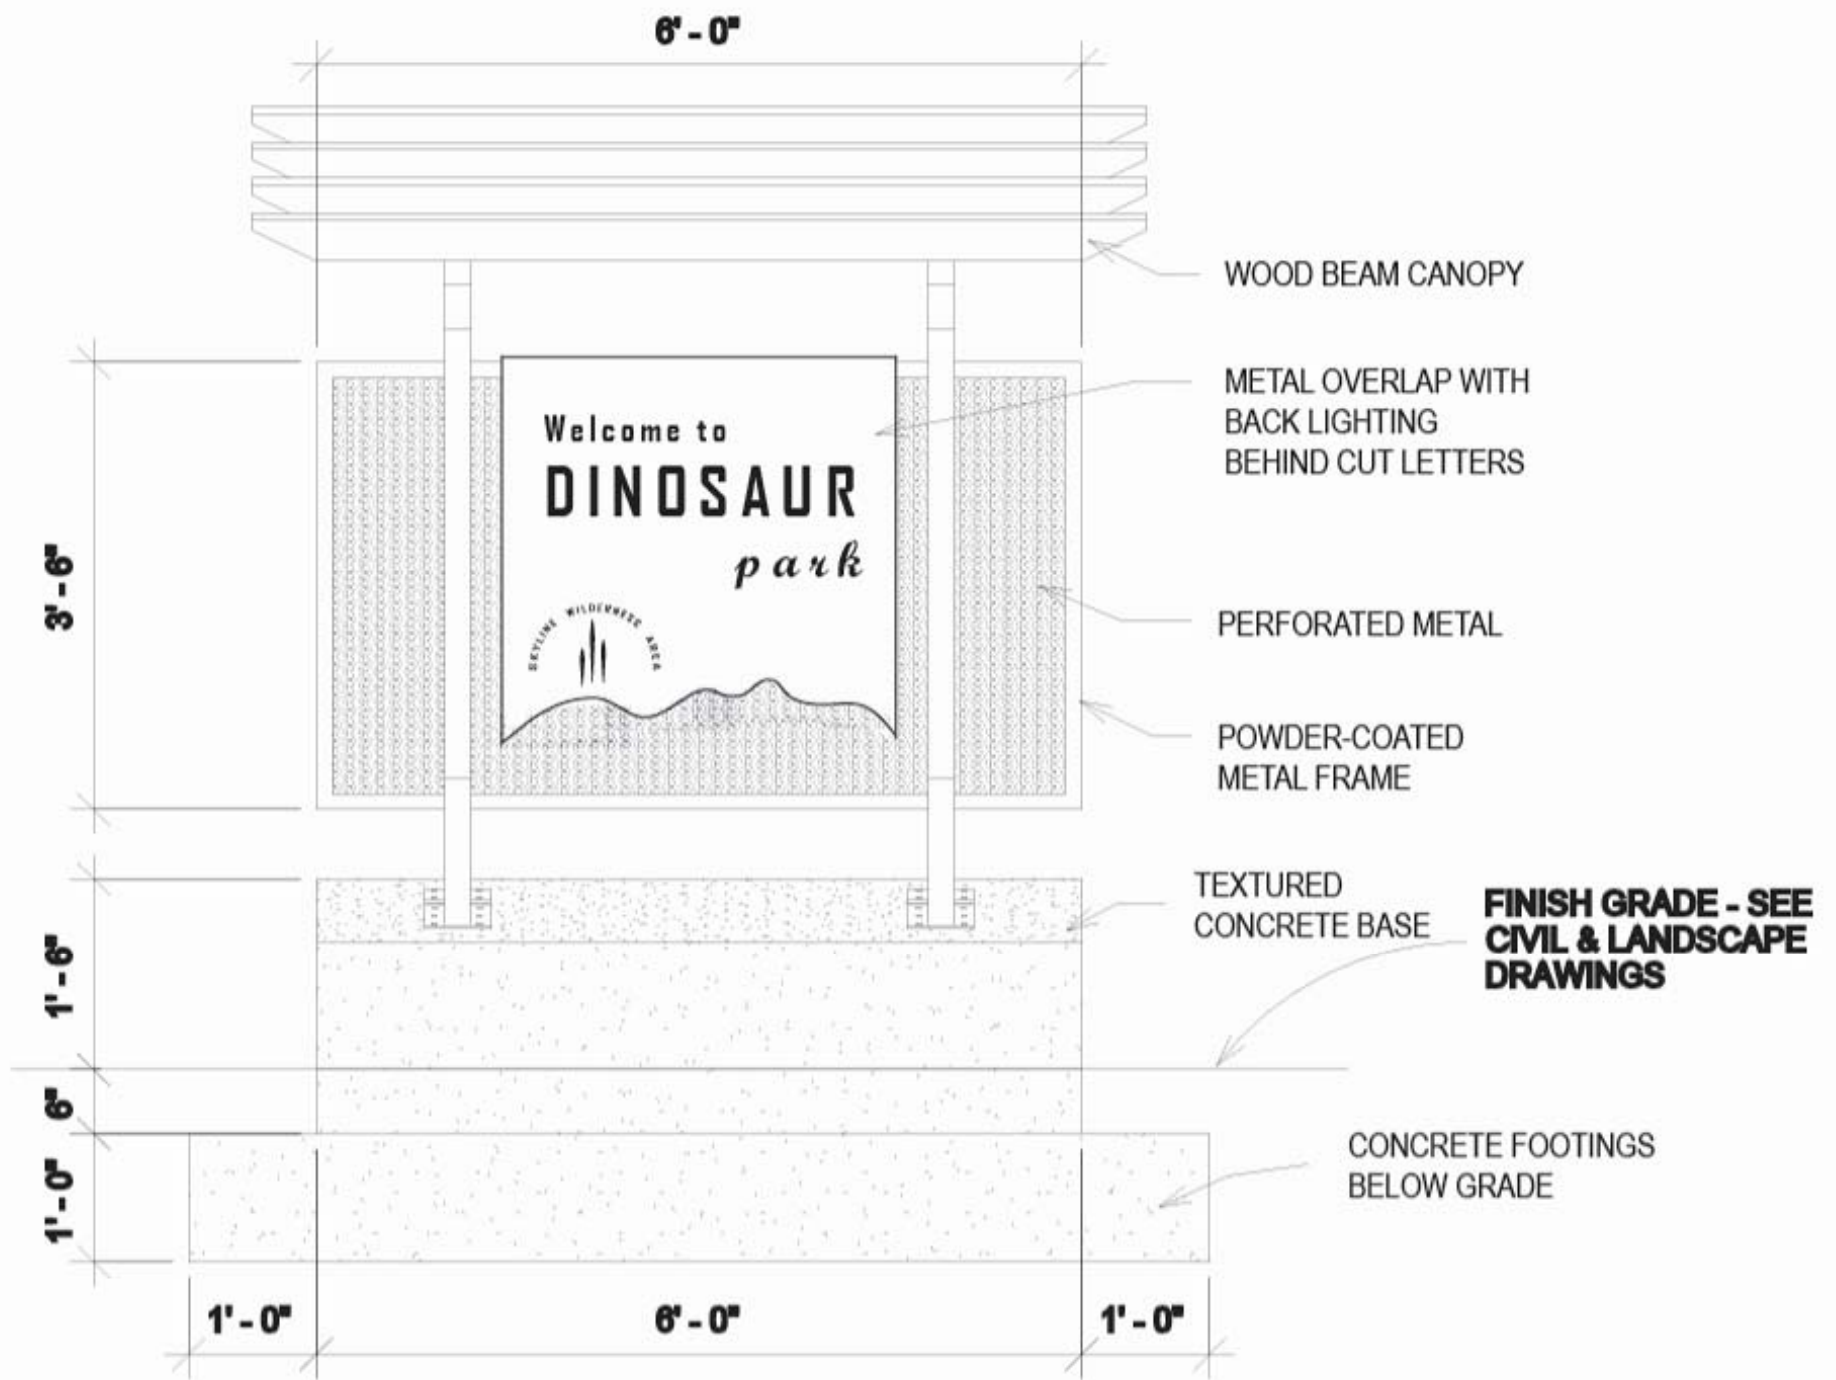 6' - 0"
WOOD BEAM CANOPY
METAL OVERLAP WITH
BACK LIGHTING
BEHIND CUT LETTERS
Welcome to
DINOSAUR
park
SKYLINE WILDERNESS AREA
3' - 6"
PERFORATED METAL
POWDER-COATED
METAL FRAME
TEXTURED
CONCRETE BASE
FINISH GRADE - SEE
CIVIL & LANDSCAPE
DRAWINGS
1' - 6"
6"
1' - 0"
CONCRETE FOOTINGS
BELOW GRADE
1' - 0"
6' - 0"
1' - 0"